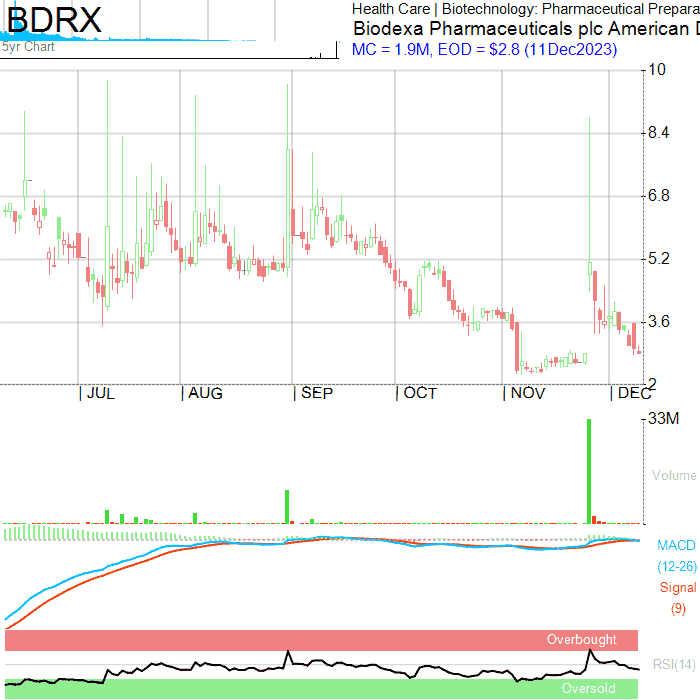 BDRX
Health Care | Biotechnology: Pharmaceutical Prepara
Biodexa Pharmaceuticals plc American D
5yr Chart
MC = 1.9M, EOD = $2.8 (11Dec2023)
10
8.4
6.8
5.2
3.6
2
JUL AUG SEP OCT NOV DEC
33M
Volume
MACD
(12-26)
Signal
(9)
Overbought
RSI(14)
Oversold